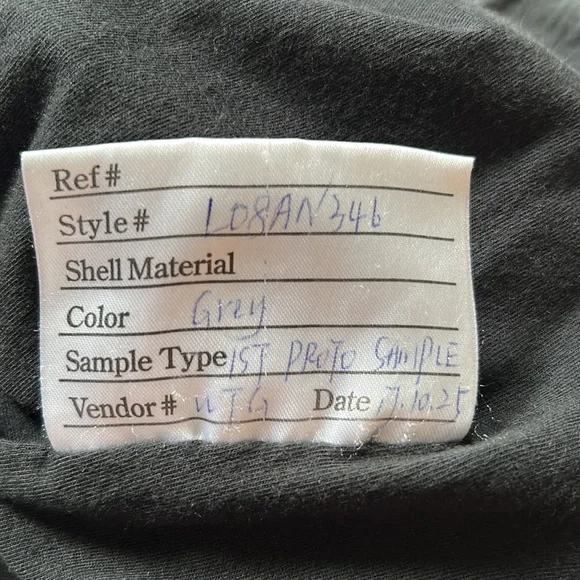 Ref #
Style # LO8AN346
Shell Material
Color Grey
Sample Type 1ST PROTO SAMPLE
Vendor # WTG Date 17.10.25